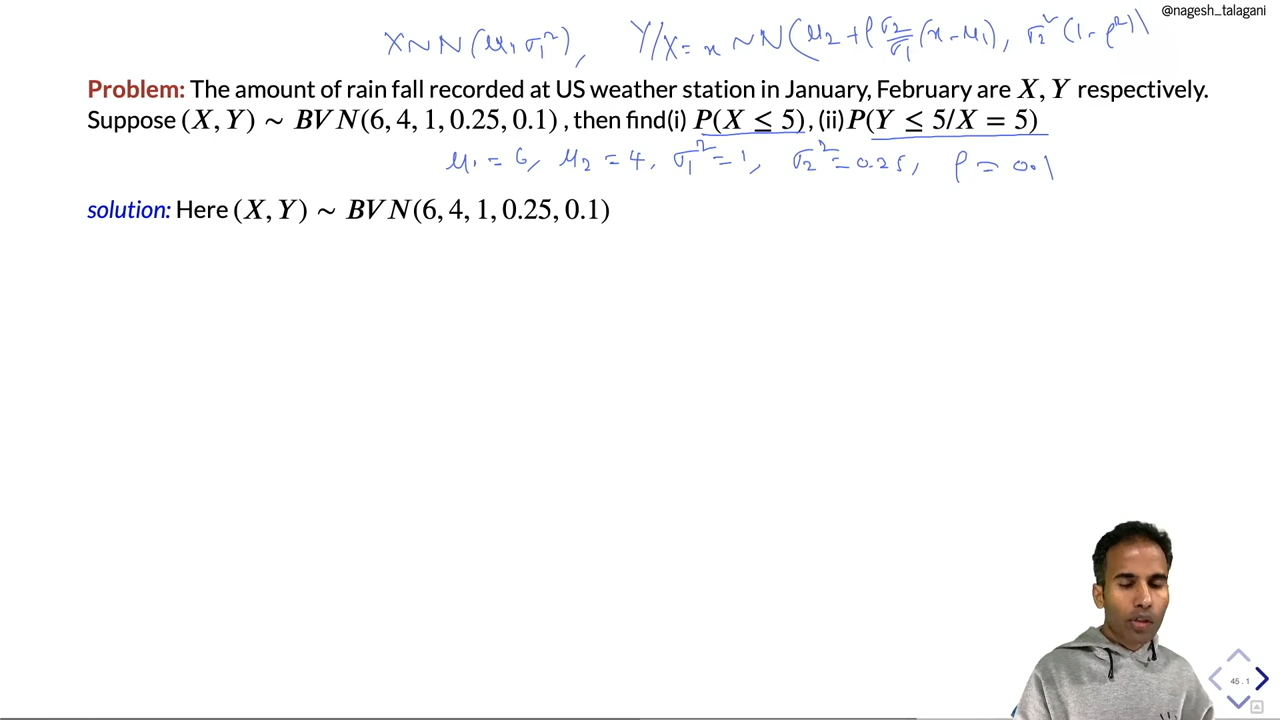 @nagesh_talagani
X ~ N(μ₁, σ₁²), Y/X = x ~ N(μ₂ + ρ σ₂/σ₁ (x - μ₁), σ₂² (1 - ρ²))
Problem: The amount of rain fall recorded at US weather station in January, February are X, Y respectively.
Suppose (X, Y) ~ BVN(6, 4, 1, 0.25, 0.1) , then find(i) P(X ≤ 5), (ii)P(Y ≤ 5/X = 5)
μ₁ = 6, μ₂ = 4, σ₁² = 1, σ₂² = 0.25, ρ = 0.1
solution: Here (X, Y) ~ BVN(6, 4, 1, 0.25, 0.1)
45 . 1